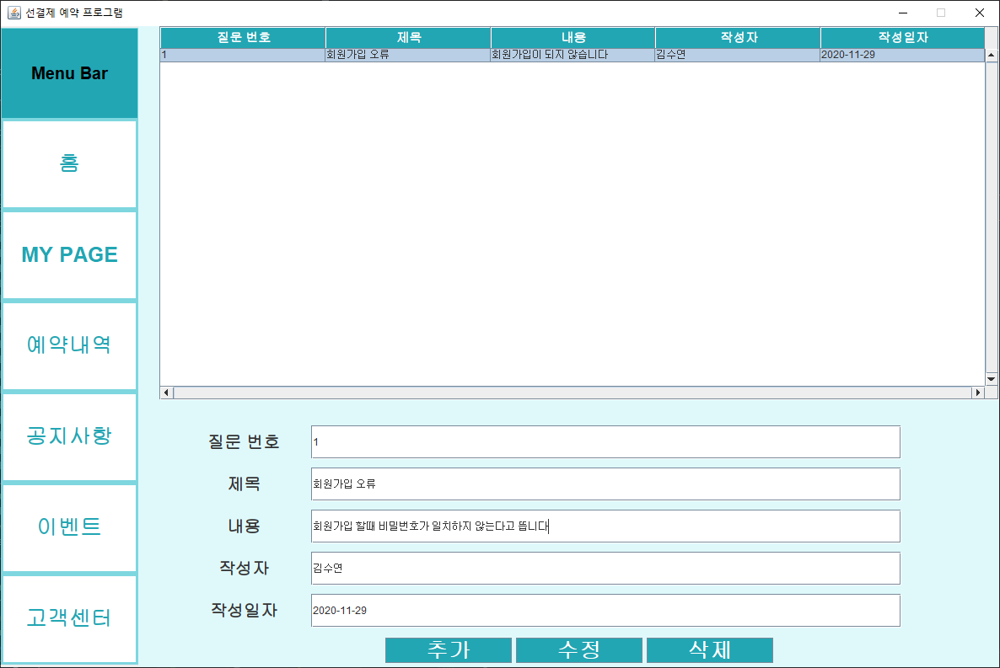 선결제 예약 프로그램
Menu Bar
홈
MY PAGE
예약내역
공지사항
이벤트
고객센터
질문 번호 제목 내용 작성자 작성일자
1 회원가입 오류 회원가입이 되지 않습니다 김수연 2020-11-29
질문 번호 1
제목 회원가입 오류
내용 회원가입 할때 비밀번호가 일치하지 않는다고 뜹니다
작성자 김수연
작성일자 2020-11-29
추가 수정 삭제